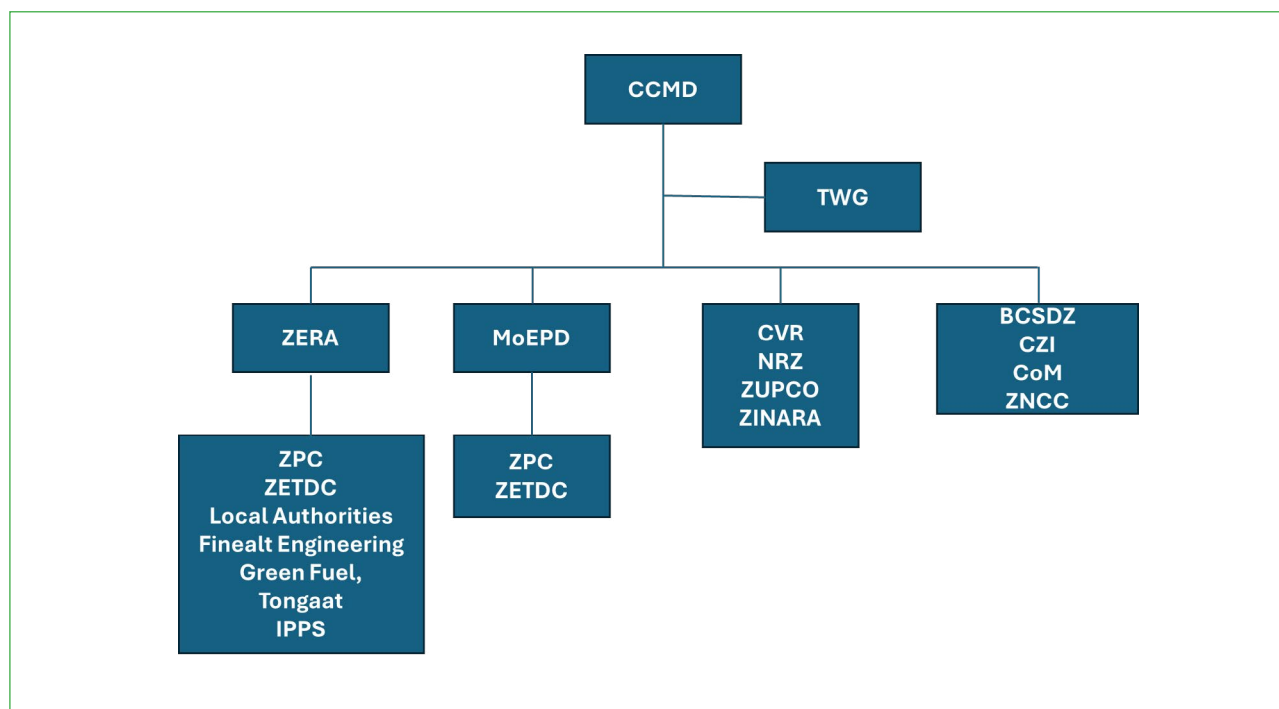 CCMD
TWG
ZERA
MoEPD
CVR
NRZ
ZUPCO
ZINARA
BCSDZ
CZI
CoM
ZNCC
ZPC
ZETDC
Local Authorities
Finealt Engineering
Green Fuel,
Tongaat
IPPS
ZPC
ZETDC